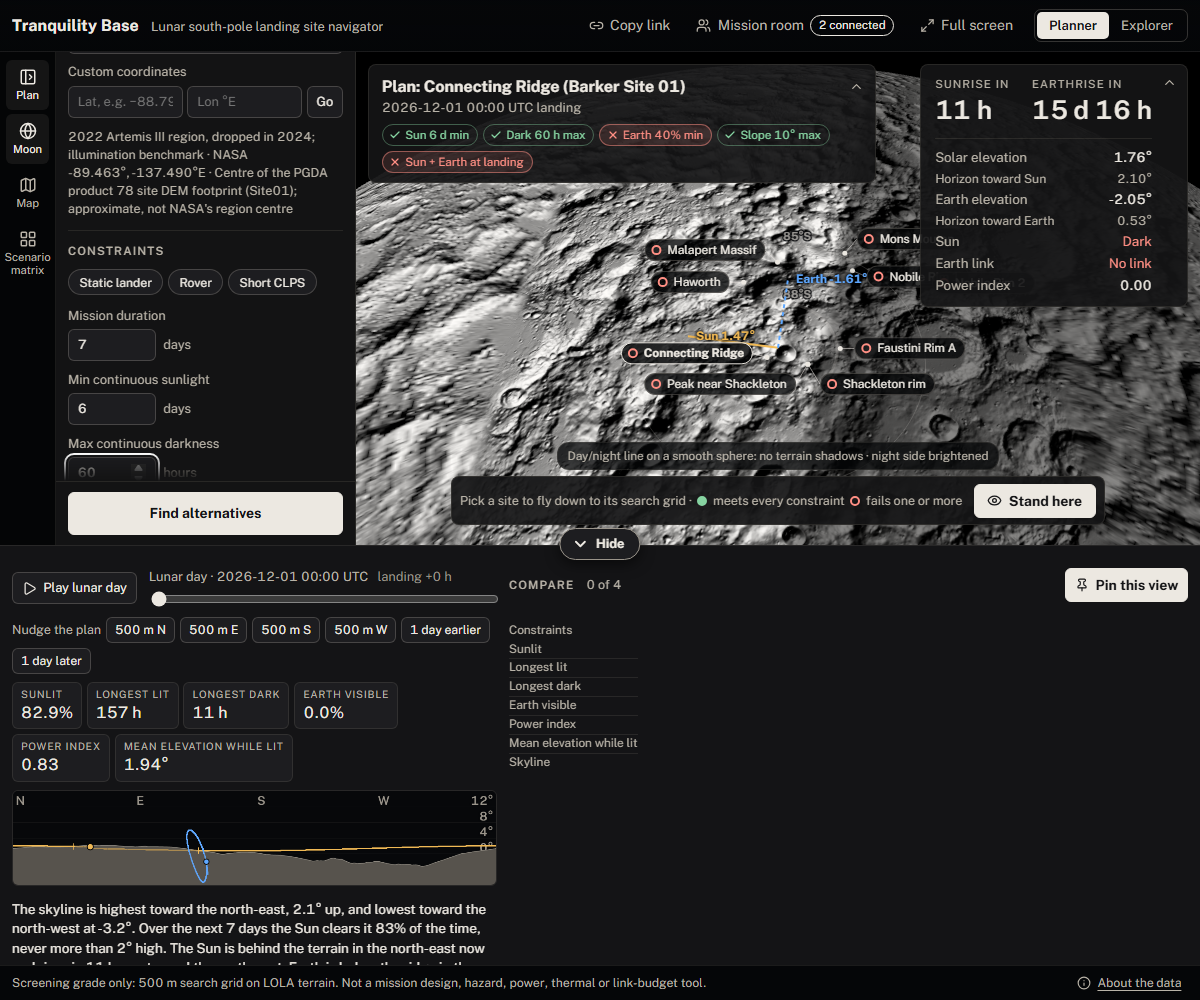 Tranquility Base Lunar south-pole landing site navigator
Copy link
Mission room 2 connected
Full screen
Planner
Explorer
Plan
Moon
Map
Scenario
matrix
Custom coordinates
Lat, e.g. −88.79
Lon °E
Go
2022 Artemis III region, dropped in 2024;
illumination benchmark · NASA
-89.463°, -137.490°E · Centre of the PGDA
product 78 site DEM footprint (Site01);
approximate, not NASA's region centre
CONSTRAINTS
Static lander
Rover
Short CLPS
Mission duration
7 days
Min continuous sunlight
6 days
Max continuous darkness
60 hours
Find alternatives
Plan: Connecting Ridge (Barker Site 01)
2026-12-01 00:00 UTC landing
Sun 6 d min
Dark 60 h max
Earth 40% min
Slope 10° max
Sun + Earth at landing
SUNRISE IN
11 h
EARTHRISE IN
15 d 16 h
Solar elevation 1.76°
Horizon toward Sun 2.10°
Earth elevation -2.05°
Horizon toward Earth 0.53°
Sun Dark
Earth link No link
Power index 0.00
85°S
Mons M
Malapert Massif
Earth -1.61°
Nobile
Haworth
88°S
Sun 1.47°
Connecting Ridge
Faustini Rim A
Peak near Shackleton
Shackleton rim
Day/night line on a smooth sphere: no terrain shadows · night side brightened
Pick a site to fly down to its search grid · meets every constraint fails one or more
Stand here
Hide
Play lunar day
Lunar day · 2026-12-01 00:00 UTC landing +0 h
Nudge the plan
500 m N
500 m E
500 m S
500 m W
1 day earlier
1 day later
SUNLIT
82.9%
LONGEST LIT
157 h
LONGEST DARK
11 h
EARTH VISIBLE
0.0%
POWER INDEX
0.83
MEAN ELEVATION WHILE LIT
1.94°
N E S W 12°
8°
4°
0°
The skyline is highest toward the north-east, 2.1° up, and lowest toward the
north-west at -3.2°. Over the next 7 days the Sun clears it 83% of the time,
never more than 2° high. The Sun is behind the terrain in the north-east now
COMPARE 0 of 4
Pin this view
Constraints
Sunlit
Longest lit
Longest dark
Earth visible
Power index
Mean elevation while lit
Skyline
Screening grade only: 500 m search grid on LOLA terrain. Not a mission design, hazard, power, thermal or link-budget tool.
About the data